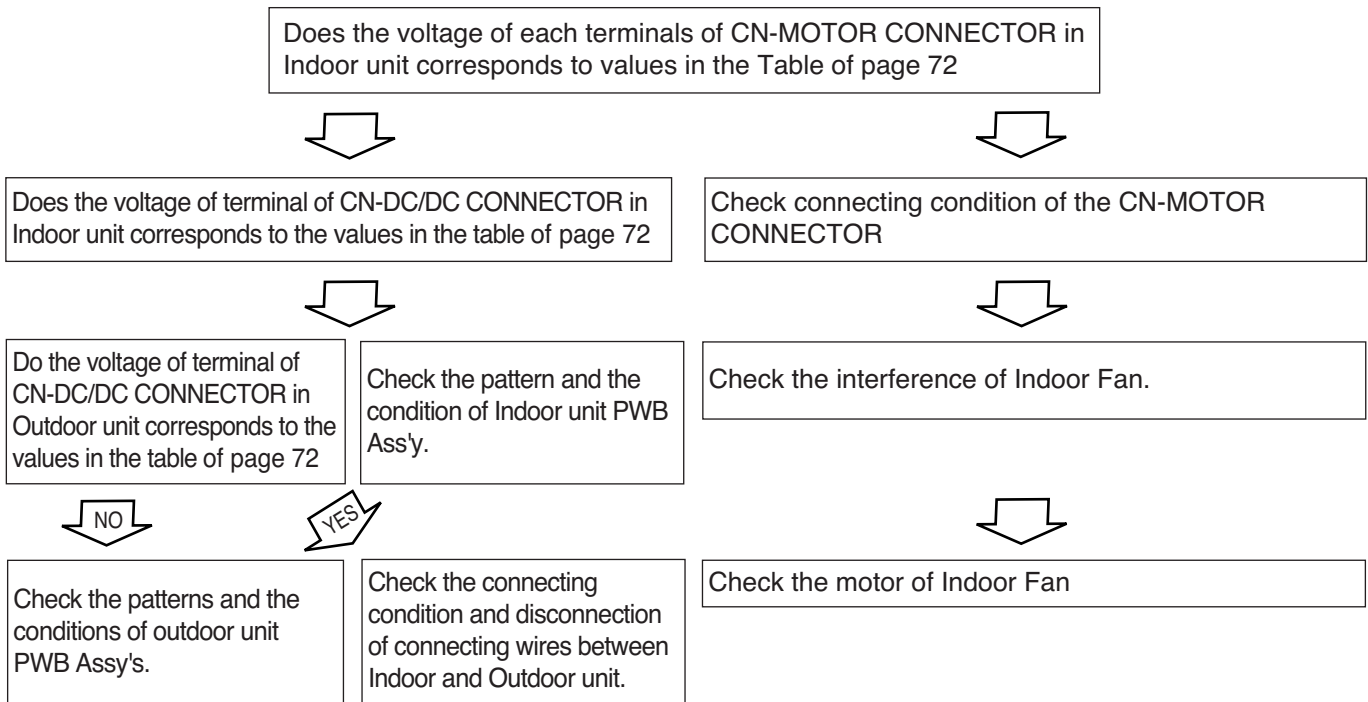 Does the voltage of each terminals of CN-MOTOR CONNECTOR in
Indoor unit corresponds to values in the Table of page 72
Does the voltage of terminal of CN-DC/DC CONNECTOR in
Indoor unit corresponds to the values in the table of page 72
Check connecting condition of the CN-MOTOR
CONNECTOR
Do the voltage of terminal of
CN-DC/DC CONNECTOR in
Outdoor unit corresponds to the
values in the table of page 72
Check the pattern and the
condition of Indoor unit PWB
Ass'y.
Check the interference of Indoor Fan.
NO
YES
Check the patterns and the
conditions of outdoor unit
PWB Assy's.
Check the connecting
condition and disconnection
of connecting wires between
Indoor and Outdoor unit.
Check the motor of Indoor Fan